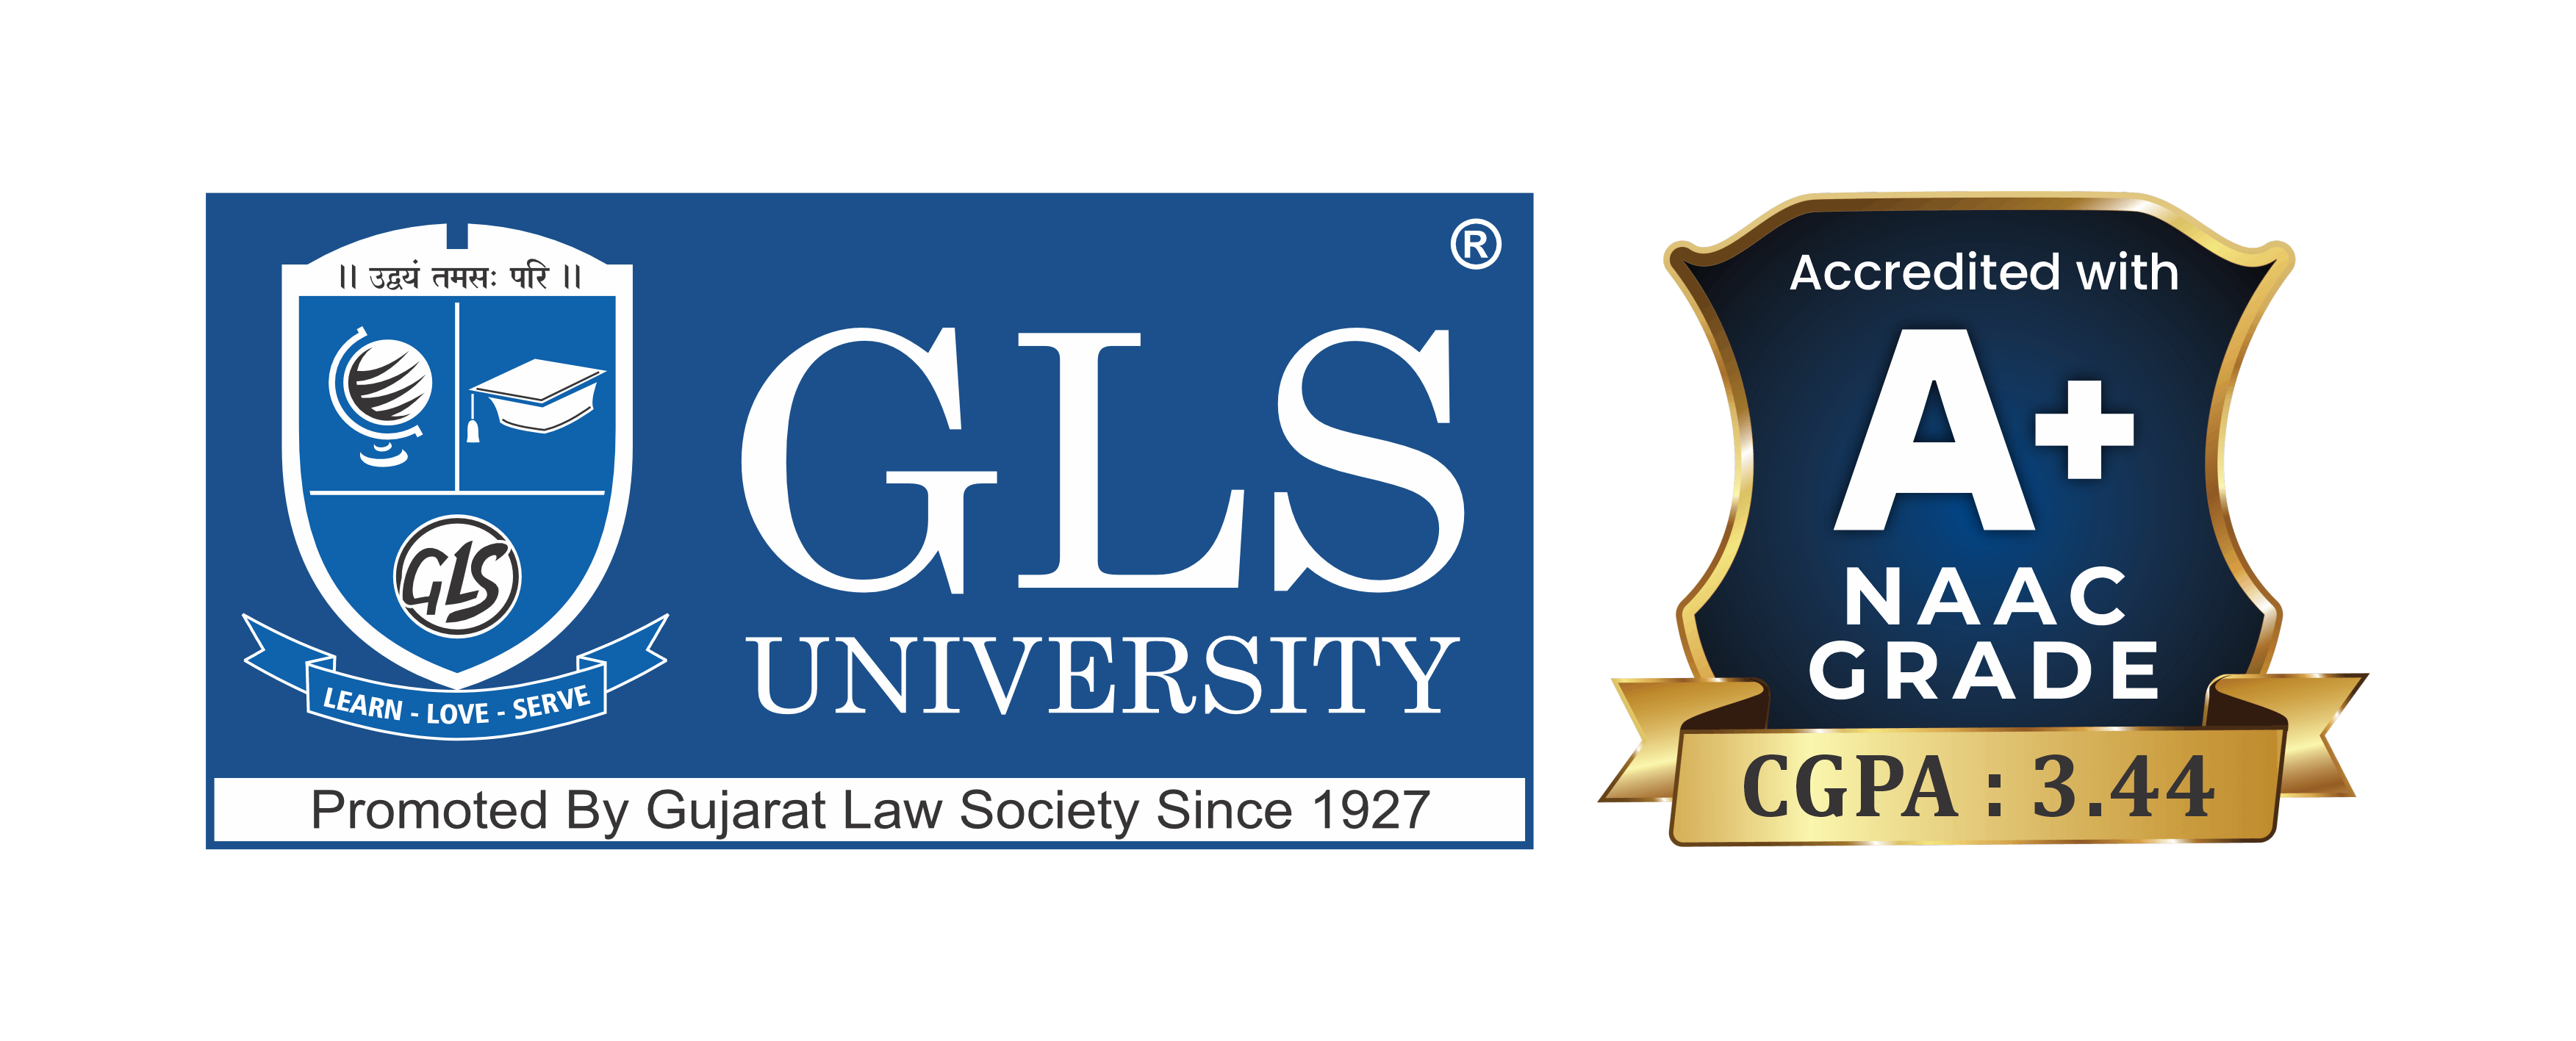 ।। उद्वयं तमसः परि ।।
GLS
LEARN - LOVE - SERVE
®
GLS
UNIVERSITY
Promoted By Gujarat Law Society Since 1927
Accredited with
A+
NAAC
GRADE
CGPA : 3.44